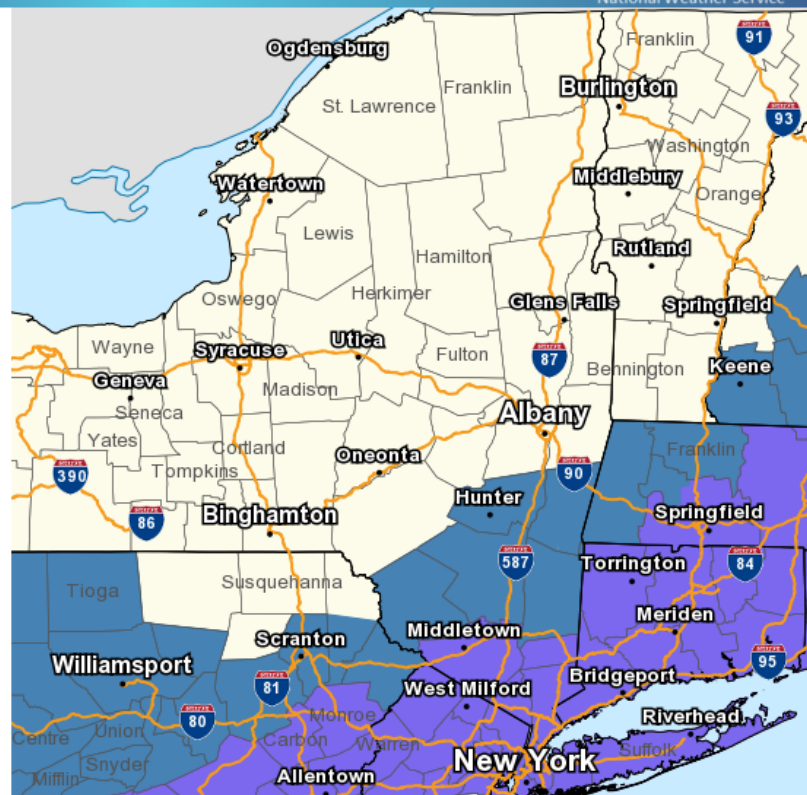 National Weather Service
Ogdensburg
Franklin
91
Franklin
St. Lawrence
Burlington
93
Washington
Watertown
Middlebury
Orange
Lewis
Hamilton
Rutland
Herkimer
Oswego
Glens Falls
Springfield
Wayne
Syracuse
Utica
Fulton
87
Keene
Geneva
Madison
Bennington
Seneca
Albany
Yates
Cortland
Franklin
Oneonta
Tompkins
390
90
Hunter
86
Binghamton
Springfield
587
Torrington
84
Tioga
Susquehanna
Meriden
Scranton
Middletown
Williamsport
81
95
Bridgeport
West Milford
80
Monroe
Riverhead
Union
Centre
Carbon
Warren
Suffolk
Snyder
New York
Mifflin
Allentown